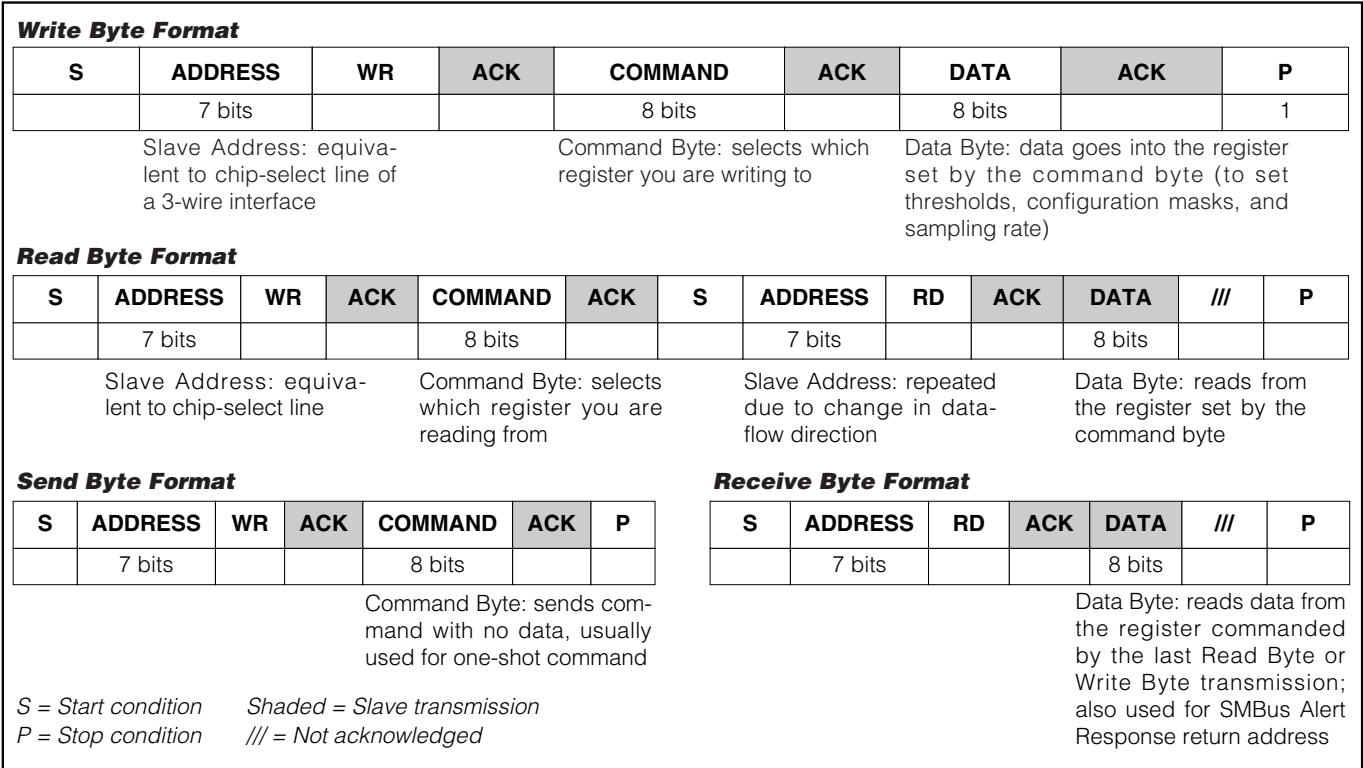 Write Byte Format
S ADDRESS WR ACK COMMAND ACK DATA ACK P
7 bits 8 bits 8 bits 1
Slave Address: equiva-
lent to chip-select line of
a 3-wire interface
Command Byte: selects which
register you are writing to
Data Byte: data goes into the register
set by the command byte (to set
thresholds, configuration masks, and
sampling rate)
Read Byte Format
S ADDRESS WR ACK COMMAND ACK S ADDRESS RD ACK DATA /// P
7 bits 8 bits 7 bits 8 bits
Slave Address: equiva-
lent to chip-select line
Command Byte: selects
which register you are
reading from
Slave Address: repeated
due to change in data-
flow direction
Data Byte: reads from
the register set by the
command byte
Send Byte Format
S ADDRESS WR ACK COMMAND ACK P
7 bits 8 bits
Command Byte: sends com-
mand with no data, usually
used for one-shot command
Receive Byte Format
S ADDRESS RD ACK DATA /// P
7 bits 8 bits
Data Byte: reads data from
the register commanded
by the last Read Byte or
Write Byte transmission;
also used for SMBus Alert
Response return address
S = Start condition Shaded = Slave transmission
P = Stop condition /// = Not acknowledged